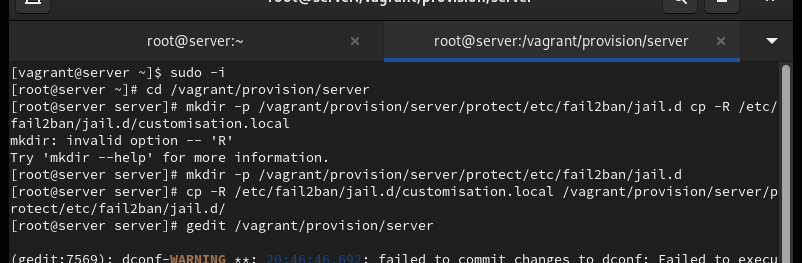 root@server:/vagrant/provision/server
root@server:~ × root@server:/vagrant/provision/server ×
[vagrant@server ~]$ sudo -i
[root@server ~]# cd /vagrant/provision/server
[root@server server]# mkdir -p /vagrant/provision/server/protect/etc/fail2ban/jail.d cp -R /etc/
fail2ban/jail.d/customisation.local
mkdir: invalid option -- 'R'
Try 'mkdir --help' for more information.
[root@server server]# mkdir -p /vagrant/provision/server/protect/etc/fail2ban/jail.d
[root@server server]# cp -R /etc/fail2ban/jail.d/customisation.local /vagrant/provision/server/p
rotect/etc/fail2ban/jail.d/
[root@server server]# gedit /vagrant/provision/server
(gedit:7569): dconf-WARNING **: 20:46:46.692: failed to commit changes to dconf: Failed to execu